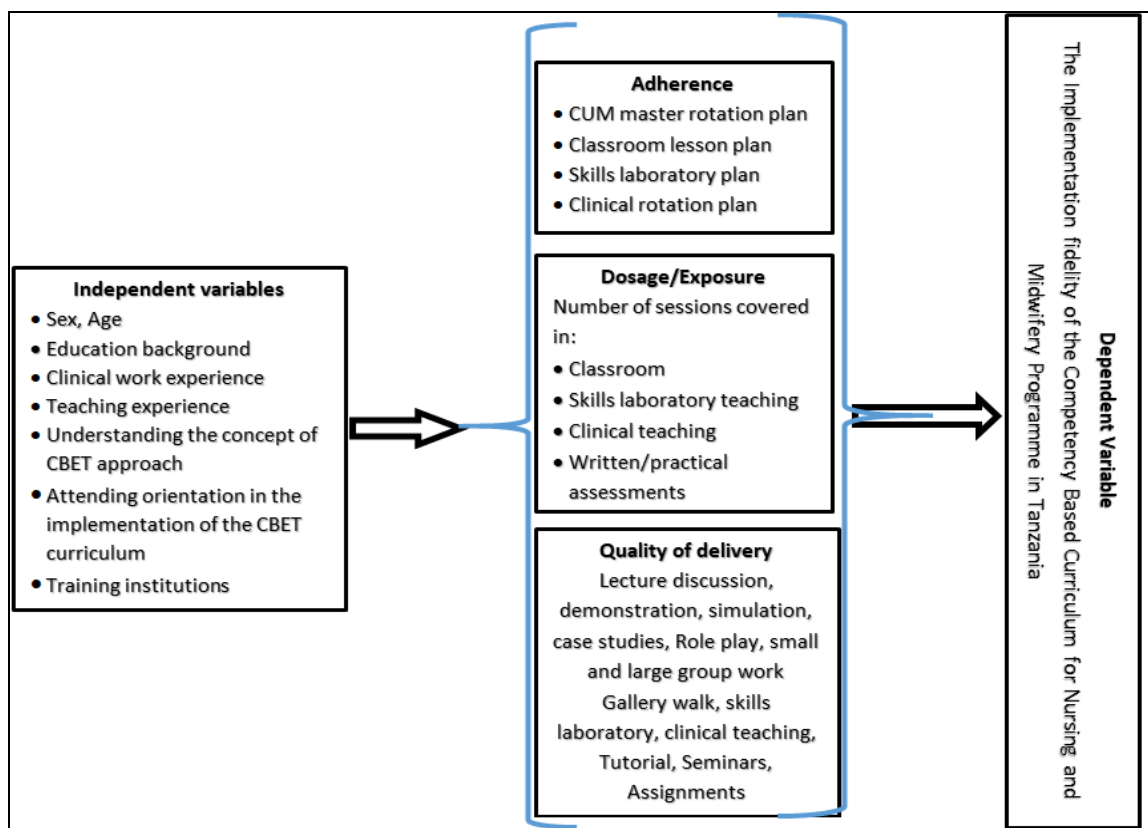 Independent variables
• Sex, Age
• Education background
• Clinical work experience
• Teaching experience
• Understanding the concept of
CBET approach
• Attending orientation in the
implementation of the CBET
curriculum
• Training institutions
Adherence
• CUM master rotation plan
• Classroom lesson plan
• Skills laboratory plan
• Clinical rotation plan
Dosage/Exposure
Number of sessions covered
in:
• Classroom
• Skills laboratory teaching
• Clinical teaching
• Written/practical
assessments
Quality of delivery
Lecture discussion,
demonstration, simulation,
case studies, Role play, small
and large group work
Gallery walk, skills
laboratory, clinical teaching,
Tutorial, Seminars,
Assignments
Dependent Variable
The Implementation fidelity of the Competency Based Curriculum for Nursing and
Midwifery Programme in Tanzania